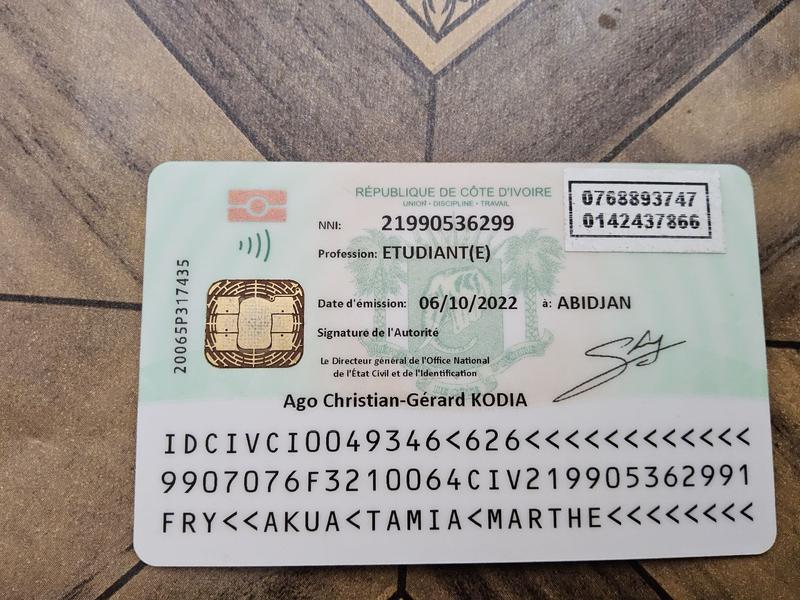 RÉPUBLIQUE DE CÔTE D'IVOIRE
UNION - DISCIPLINE - TRAVAIL
0768893747
0142437866
NNI: 21990536299
Profession: ETUDIANT(E)
20065P317435
Date d'émission: 06/10/2022 à: ABIDJAN
Signature de l'Autorité
Le Directeur général de l'Office National
de l'État Civil et de l'Identification
Ago Christian-Gérard KODIA
IDCIVCI0049346<626<<<<<<<<<<<<
9907076F3210064CIV219905362991
FRY<<AKUA<TAMIA<MARTHE<<<<<<<<